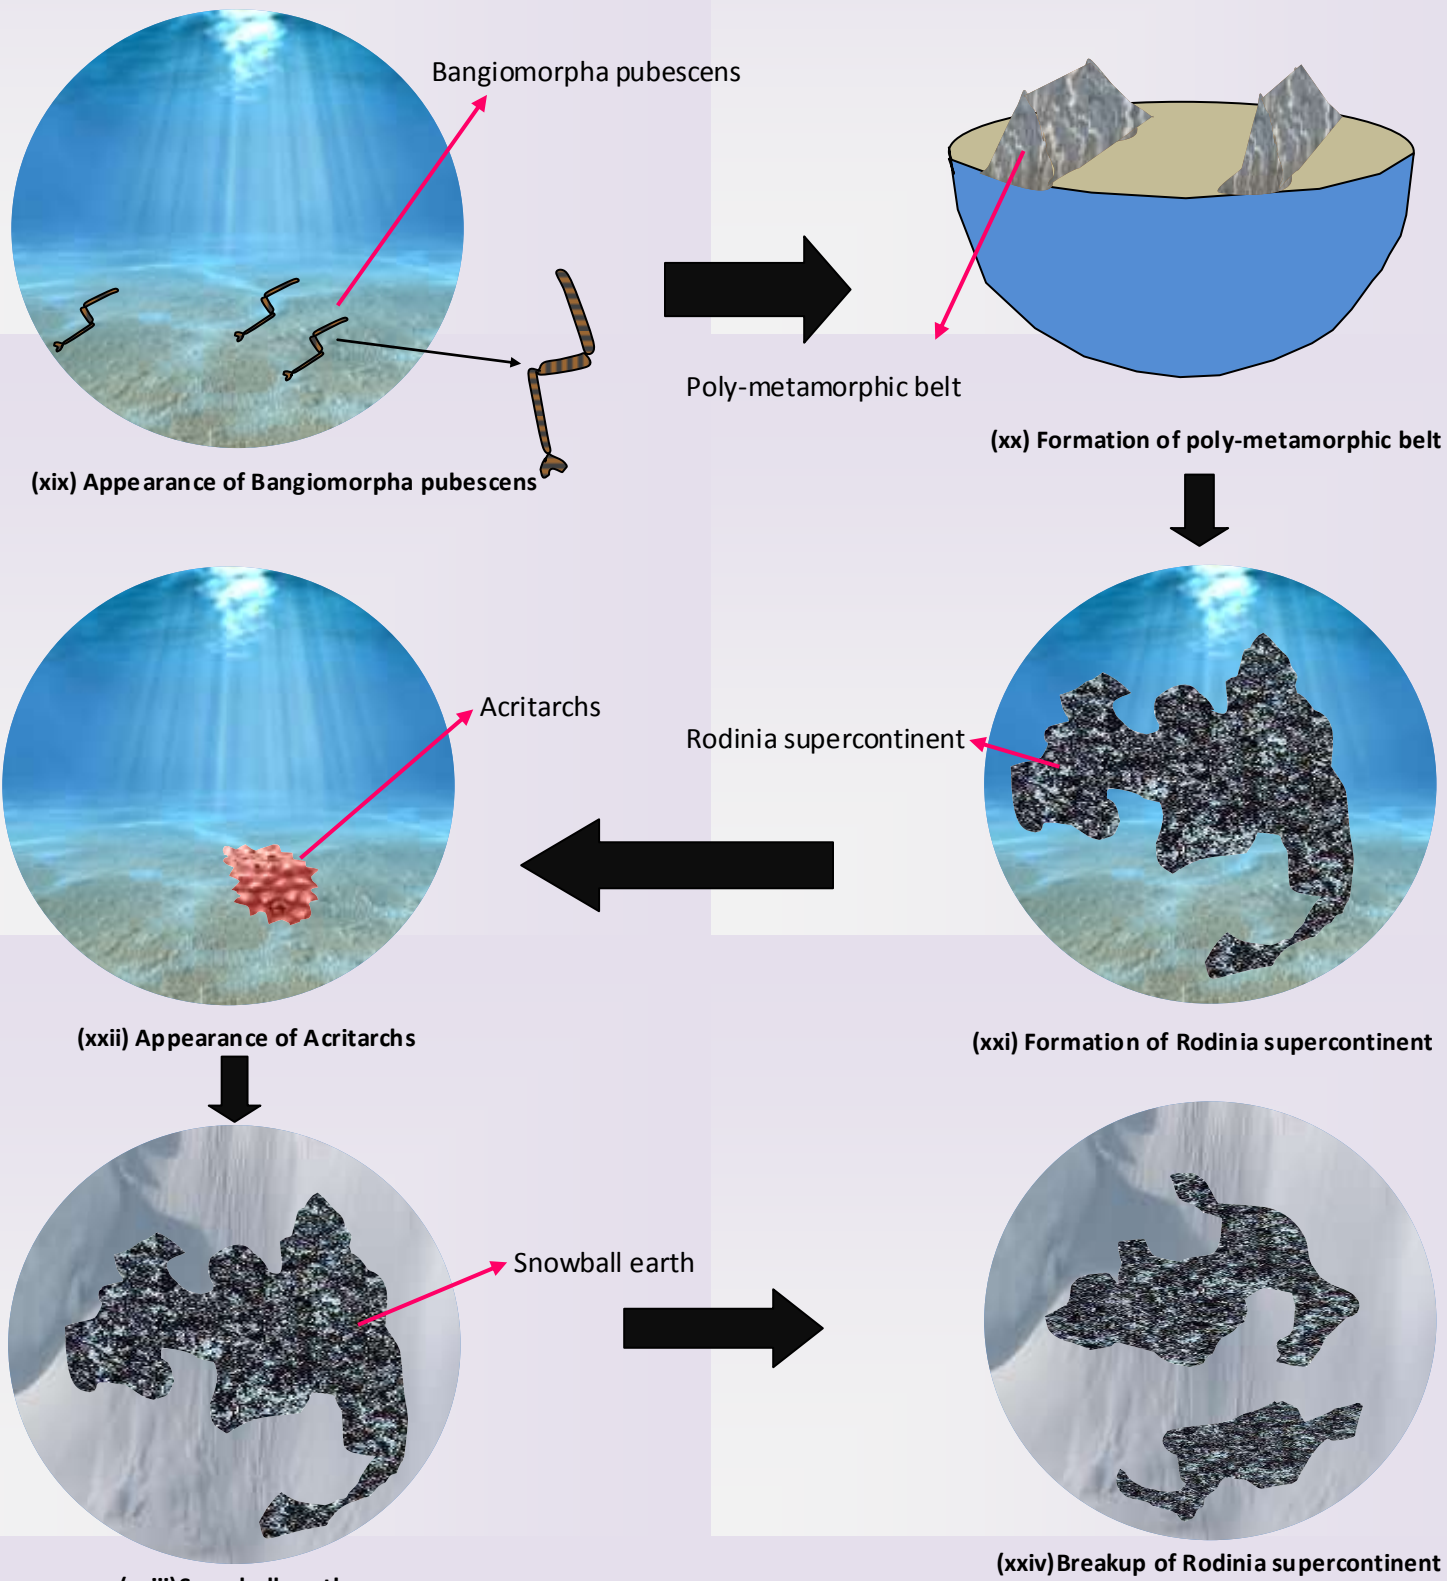 Bangiomorpha pubescens
Poly-metamorphic belt
(xix) Appearance of Bangiomorpha pubescens
(xx) Formation of poly-metamorphic belt
Acritarchs
Rodinia supercontinent
(xxii) Appearance of Acritarchs
(xxi) Formation of Rodinia supercontinent
Snowball earth
(xxiv)Breakup of Rodinia supercontinent